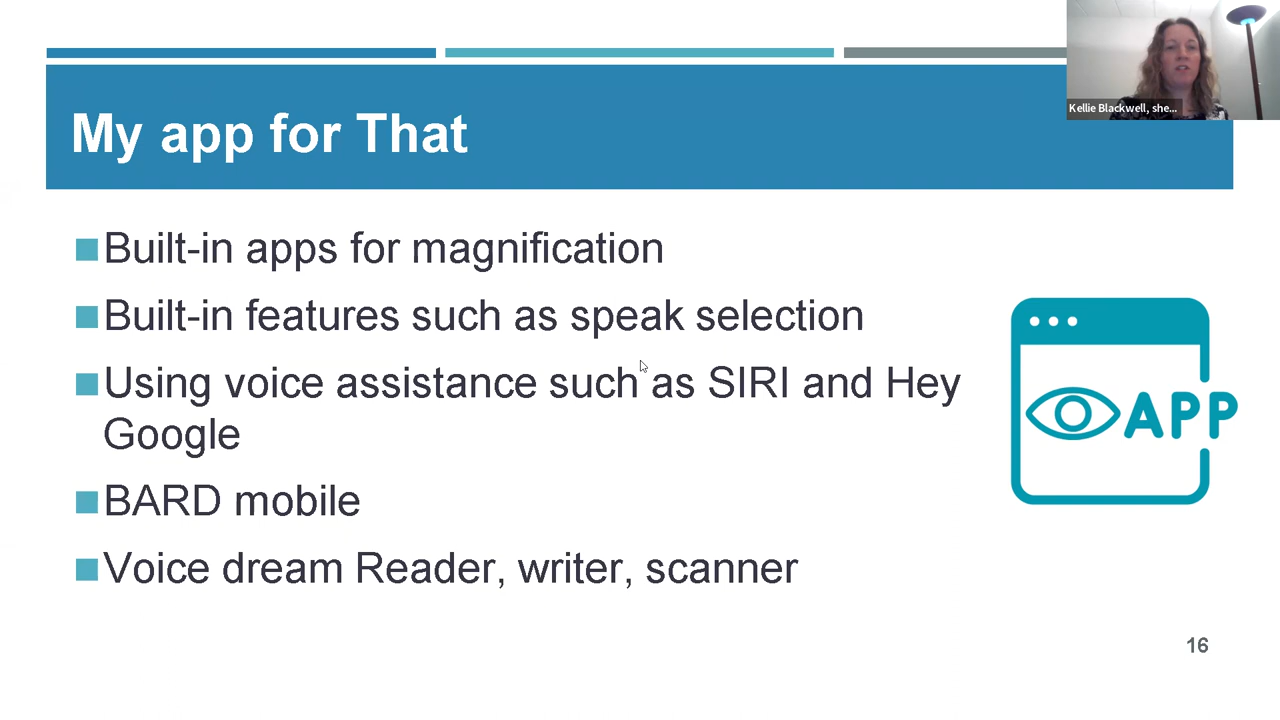 Kellie Blackwell, she...
My app for That
Built-in apps for magnification
Built-in features such as speak selection
Using voice assistance such as SIRI and Hey
Google
BARD mobile
Voice dream Reader, writer, scanner
APP
16